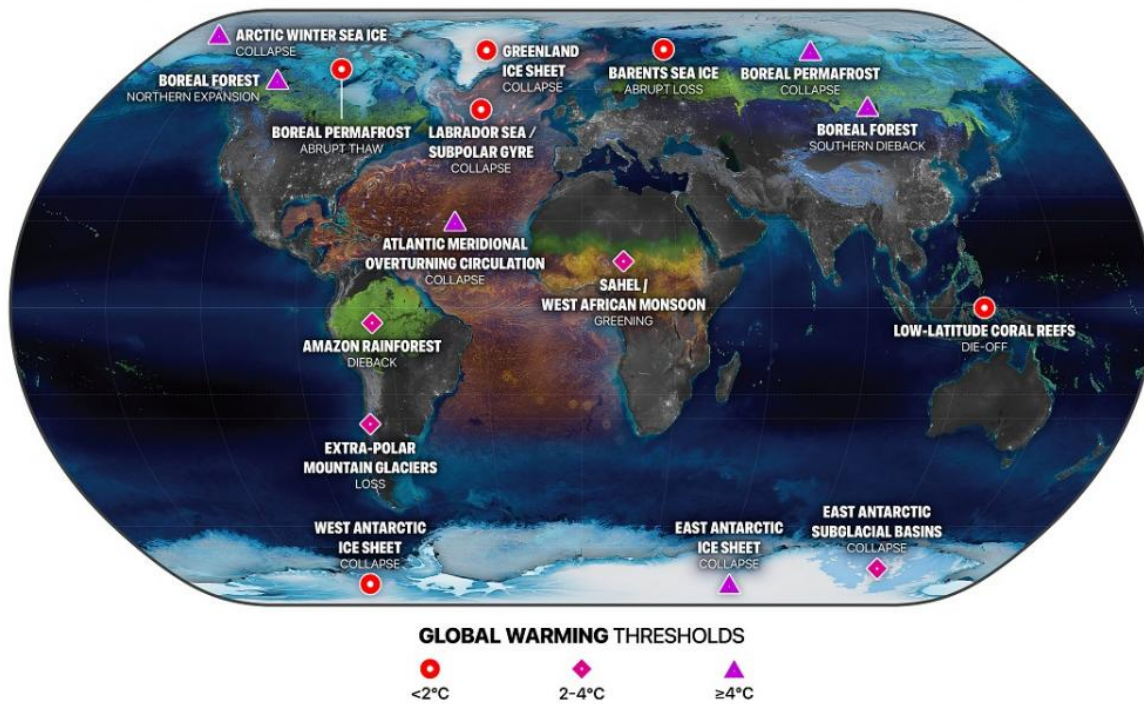 ARCTIC WINTER SEA ICE
COLLAPSE
BOREAL FOREST
NORTHERN EXPANSION
BOREAL PERMAFROST
ABRUPT THAW
GREENLAND
ICE SHEET
COLLAPSE
LABRADOR SEA /
SUBPOLAR GYRE
COLLAPSE
BARENTS SEA ICE
ABRUPT LOSS
BOREAL PERMAFROST
COLLAPSE
BOREAL FOREST
SOUTHERN DIEBACK
ATLANTIC MERIDIONAL
OVERTURNING CIRCULATION
COLLAPSE
SAHEL /
WEST AFRICAN MONSOON
GREENING
LOW-LATITUDE CORAL REEFS
DIE-OFF
AMAZON RAINFOREST
DIEBACK
EXTRA-POLAR
MOUNTAIN GLACIERS
LOSS
WEST ANTARCTIC
ICE SHEET
COLLAPSE
EAST ANTARCTIC
ICE SHEET
COLLAPSE
EAST ANTARCTIC
SUBGLACIAL BASINS
COLLAPSE
GLOBAL WARMING THRESHOLDS
<2°C
2-4°C
≥4°C